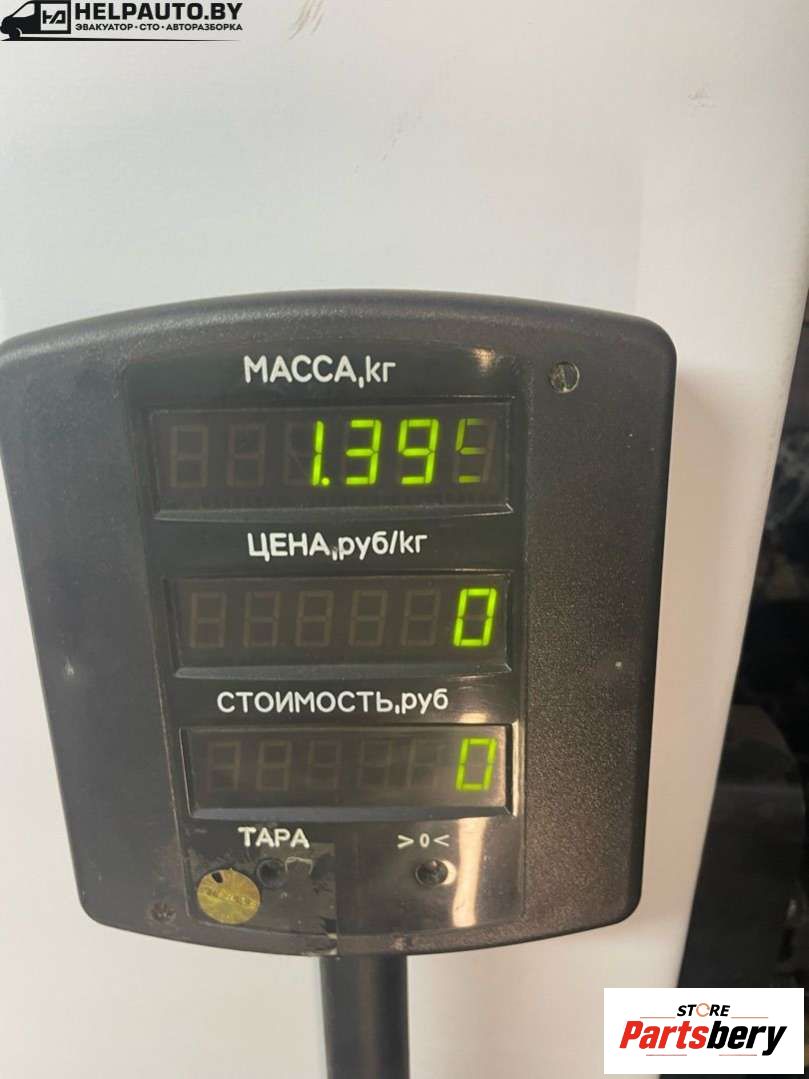 HELPAUTO.BY
ЭВАКУАТОР·СТО·АВТОРАЗБОРКА
МАССА,кг
1.395
ЦЕНА,руб/кг
0
СТОИМОСТЬ,руб
0
ТАРА >0<
STORE
Partsbery